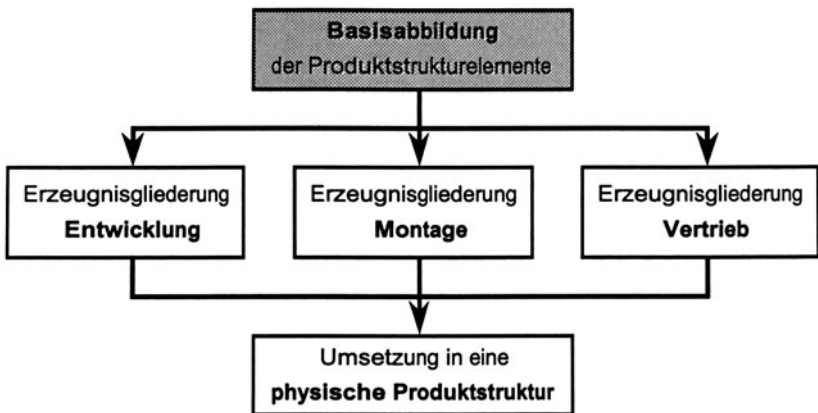 Basisabbildung
der Produktstrukturelemente
Erzeugnisgliederung
Entwicklung
Erzeugnisgliederung
Montage
Erzeugnisgliederung
Vertrieb
Umsetzung in eine
physische Produktstruktur